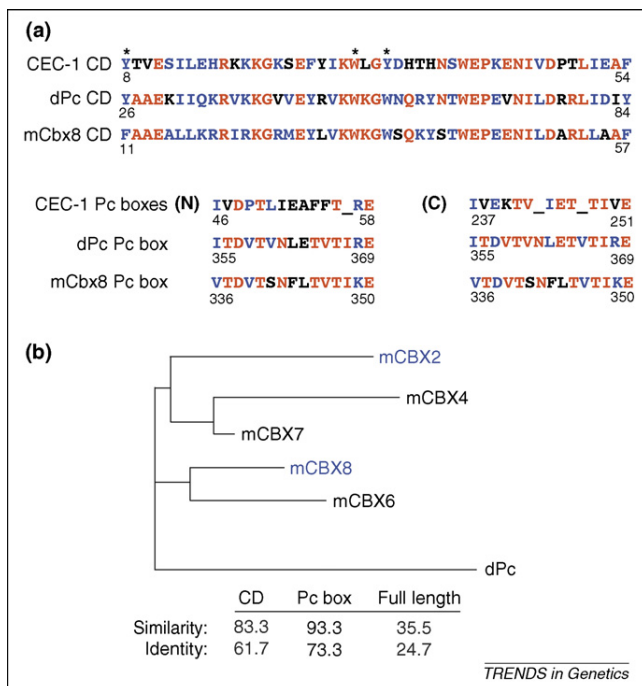 (a)
* * *
CEC-1 CD YTVESILEHRKKKGKSEFYIKWLGYDHTHNSWEPKENIVDPTLIEAF
8 54
dPc CD YAAEKIIQKRVKKGVVEYRVKWKGWNQRYNTWEPEVNILDRRLIDIY
26 84
mCbx8 CD FAAEALLKRRIRKGRMEYLVKWKGWSQKYSTWEPEENILDARLLAAF
11 57
CEC-1 Pc boxes (N) IVDPTLIEAFFT_RE (C) IVEKTV_IET_TIVE
46 58 237 251
dPc Pc box ITDVTVNLETVTIRE ITDVTVNLETVTIRE
355 369 355 369
mCbx8 Pc box VTDVTSNFLTVTIKE VTDVTSNFLTVTIKE
336 350 336 350
(b)
mCBX2
mCBX4
mCBX7
mCBX8
mCBX6
dPc
CD Pc box Full length
Similarity: 83.3 93.3 35.5
Identity: 61.7 73.3 24.7
TRENDS in Genetics